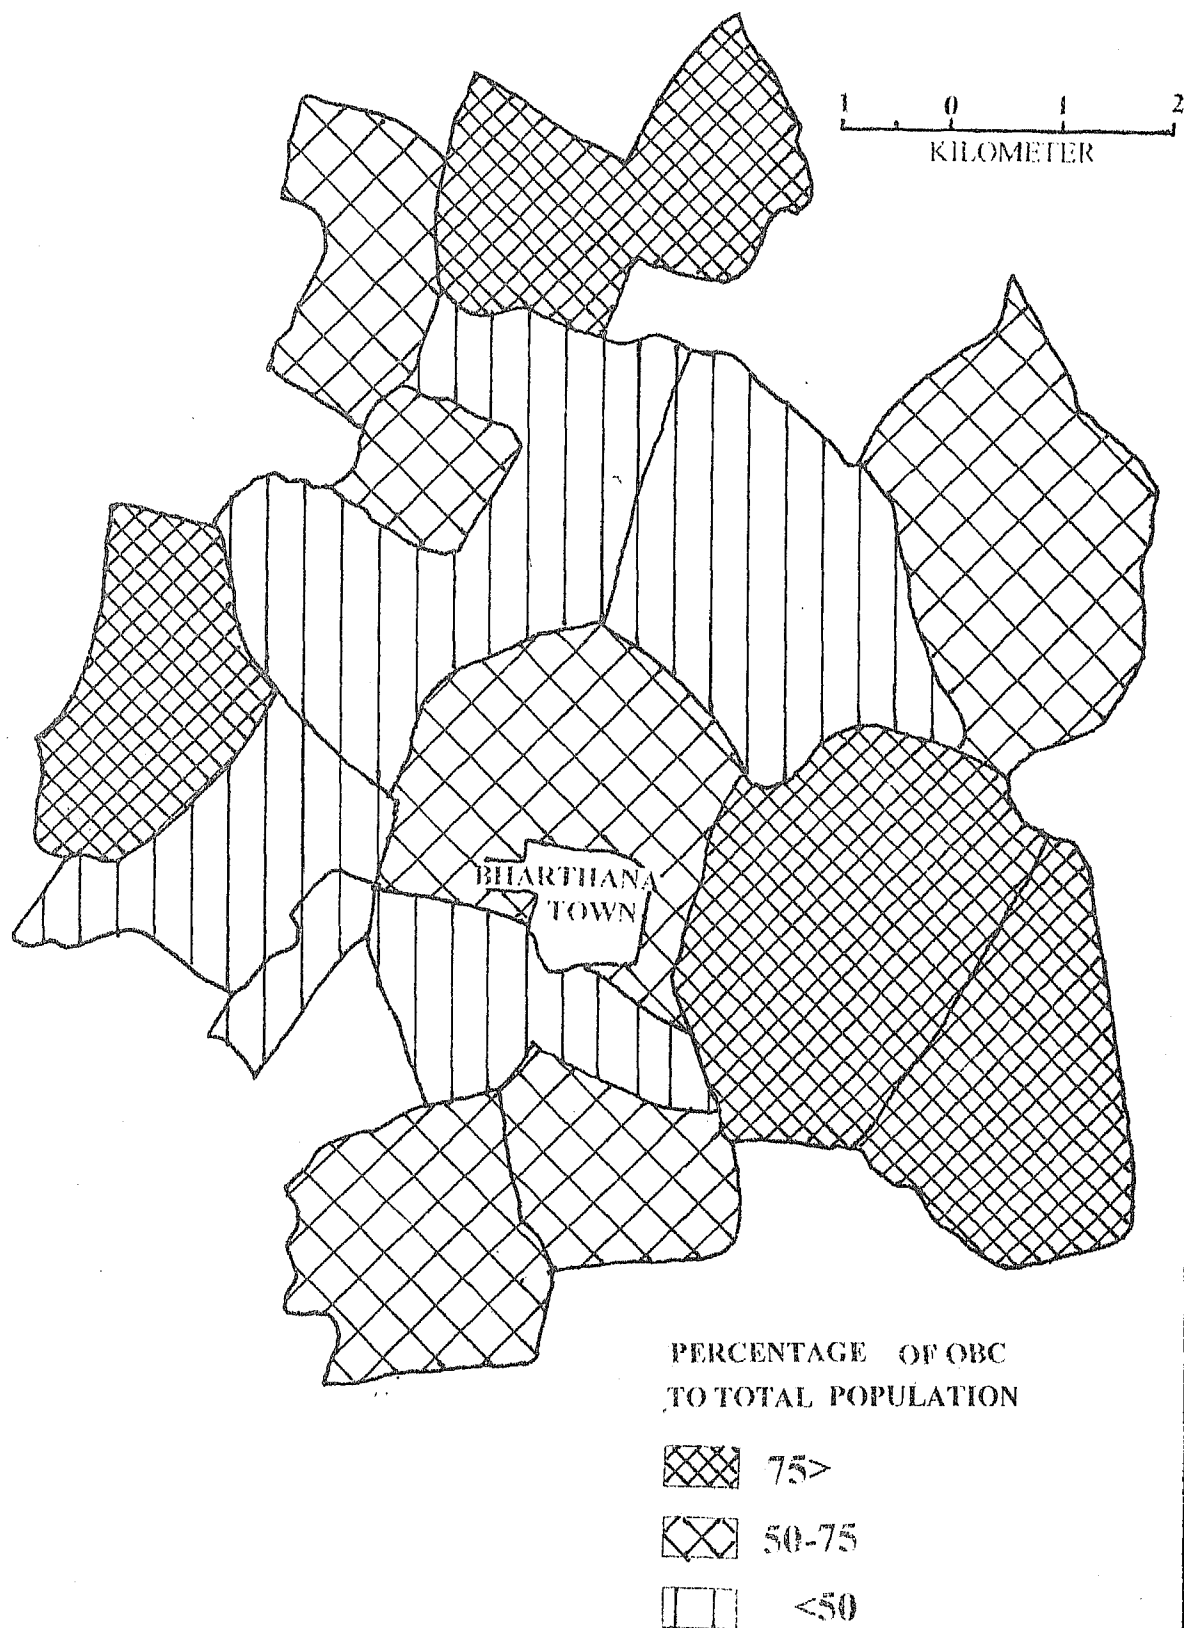 1 0 1 2
KILOMETER
BHARTHANA
TOWN
PERCENTAGE OF OBC
TO TOTAL POPULATION
75>
50-75
<50